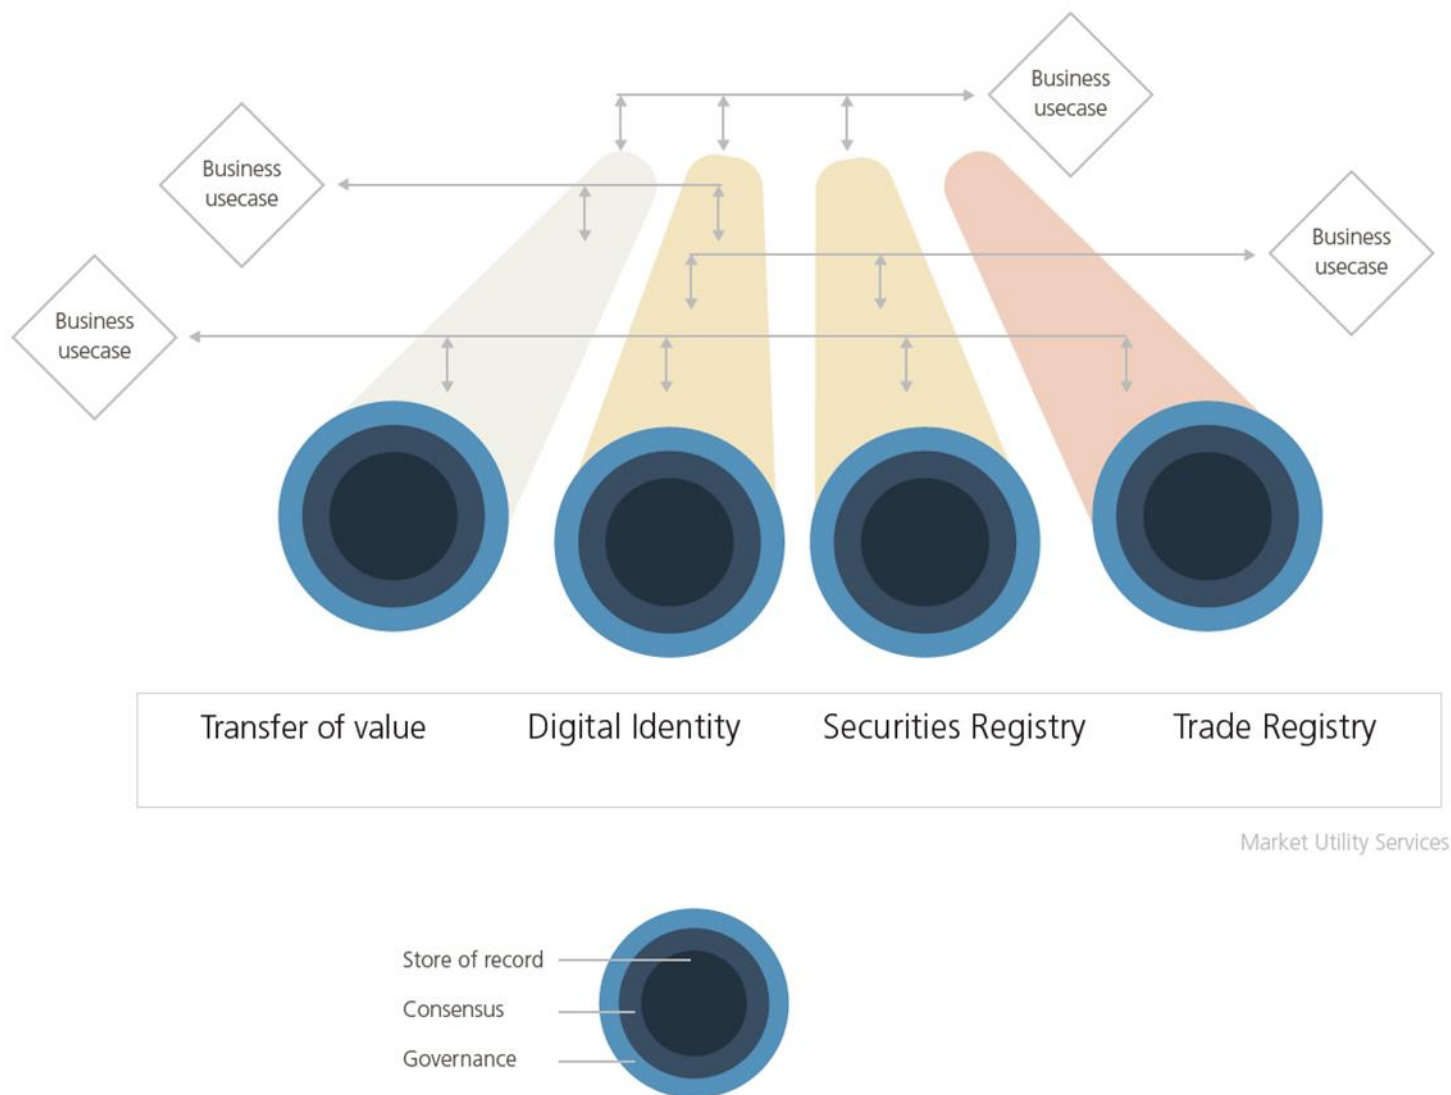 Business
usecase
Business
usecase
Business
usecase
Business
usecase
Transfer of value
Digital Identity
Securities Registry
Trade Registry
Market Utility Services
Store of record
Consensus
Governance